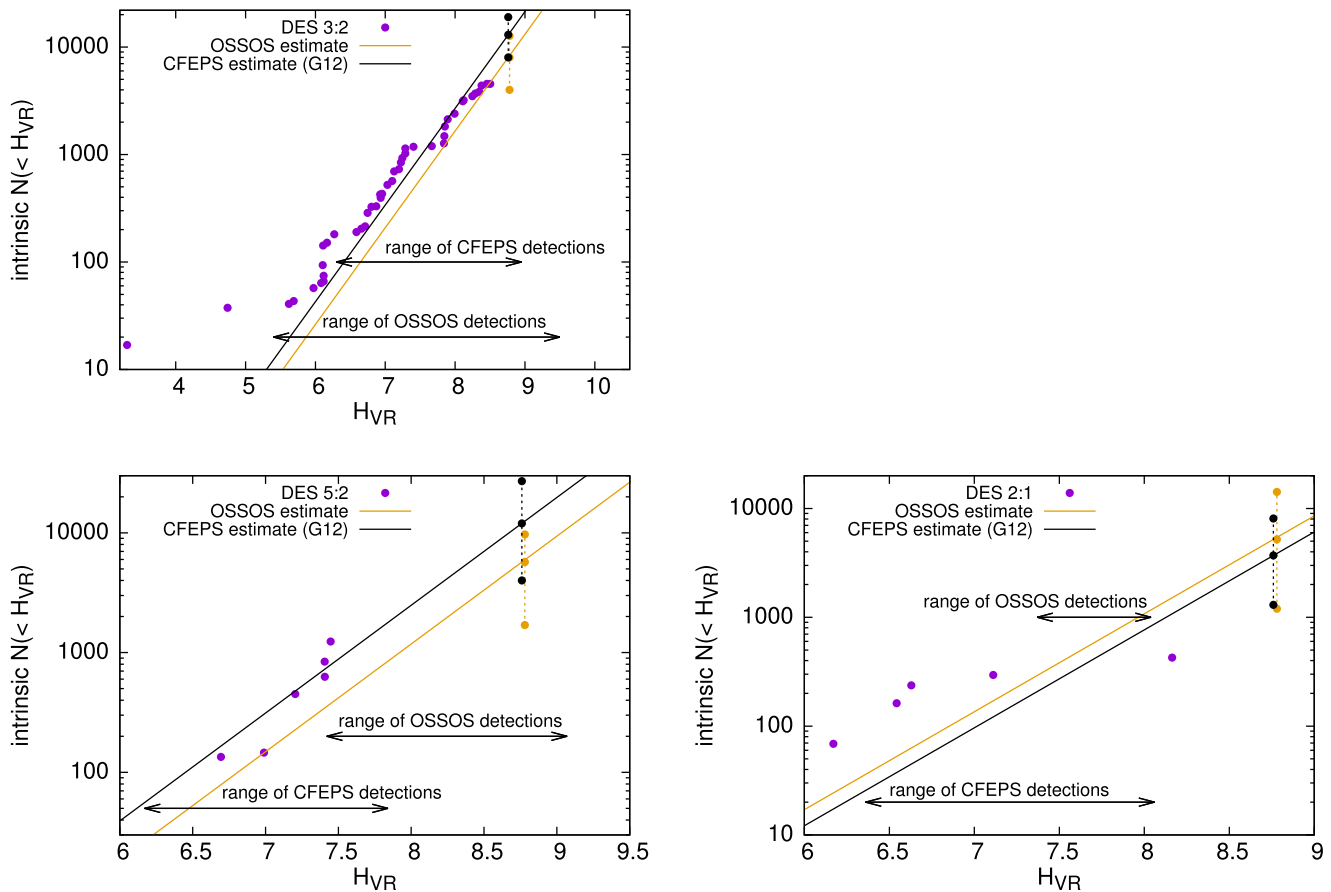 DES 3:2
OSSOS estimate
CFEPS estimate (G12)
10000
1000
100
10
intrinsic N(< H_VR)
range of CFEPS detections
range of OSSOS detections
4 5 6 7 8 9 10
H_VR
DES 5:2
OSSOS estimate
CFEPS estimate (G12)
10000
1000
100
intrinsic N(< H_VR)
range of OSSOS detections
range of CFEPS detections
6 6.5 7 7.5 8 8.5 9 9.5
H_VR
DES 2:1
OSSOS estimate
CFEPS estimate (G12)
10000
1000
100
10
intrinsic N(< H_VR)
range of OSSOS detections
range of CFEPS detections
6 6.5 7 7.5 8 8.5 9
H_VR